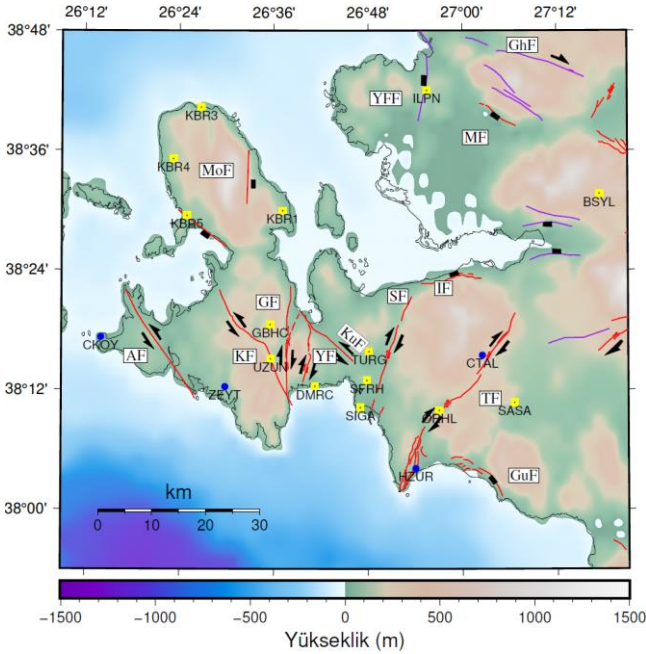 26°12' 26°24' 26°36' 26°48' 27°00' 27°12'
38°48'
GhF
YFF
ILPN
KBR3
MF
38°36'
KBR4
MoF
BSYL
KBR5
KBR1
38°24'
IF
SF
GF
GBHC
KuF
CKOY
AF
KF
YF
TURG
UZUN
CTAL
38°12'
ZEYT
DMRC
SFRH
TF
SIGA
SASA
HZUR
GuF
km
38°00'
0 5 10 15 20 25 30
−1500 −1000 −500 0 500 1000 1500
Yükseklik (m)